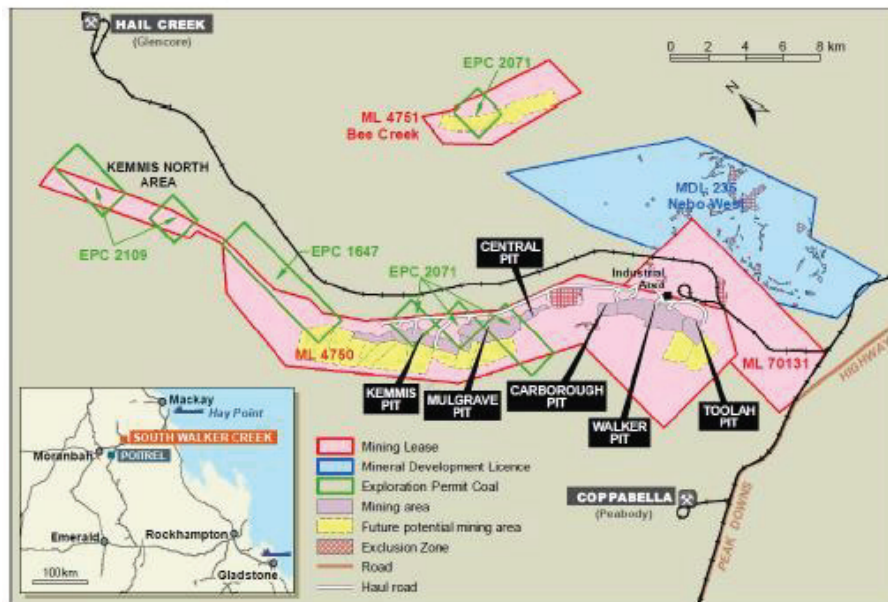 HAIL CREEK
(Glencore)
0 2 4 6 8 km
N
EPC 2071
ML 4751
Bee Creek
KEMMIS NORTH
AREA
MDL 235
Nebo West
EPC 2109
EPC 1647
CENTRAL
PIT
EPC 2071
Industrial
Area
ML 4750
ML 70131
HIGHWAY
KEMMIS
PIT
MULGRAVE
PIT
CARBOROUGH
PIT
WALKER
PIT
TOOLAH
PIT
COPPABELLA
(Peabody)
PEAK DOWNS
Mackay
Hay Point
SOUTH WALKER CREEK
Moranbah
POITREL
Emerald
Rockhampton
Gladstone
100km
Mining Lease
Mineral Development Licence
Exploration Permit Coal
Mining area
Future potential mining area
Exclusion Zone
Road
Haul road